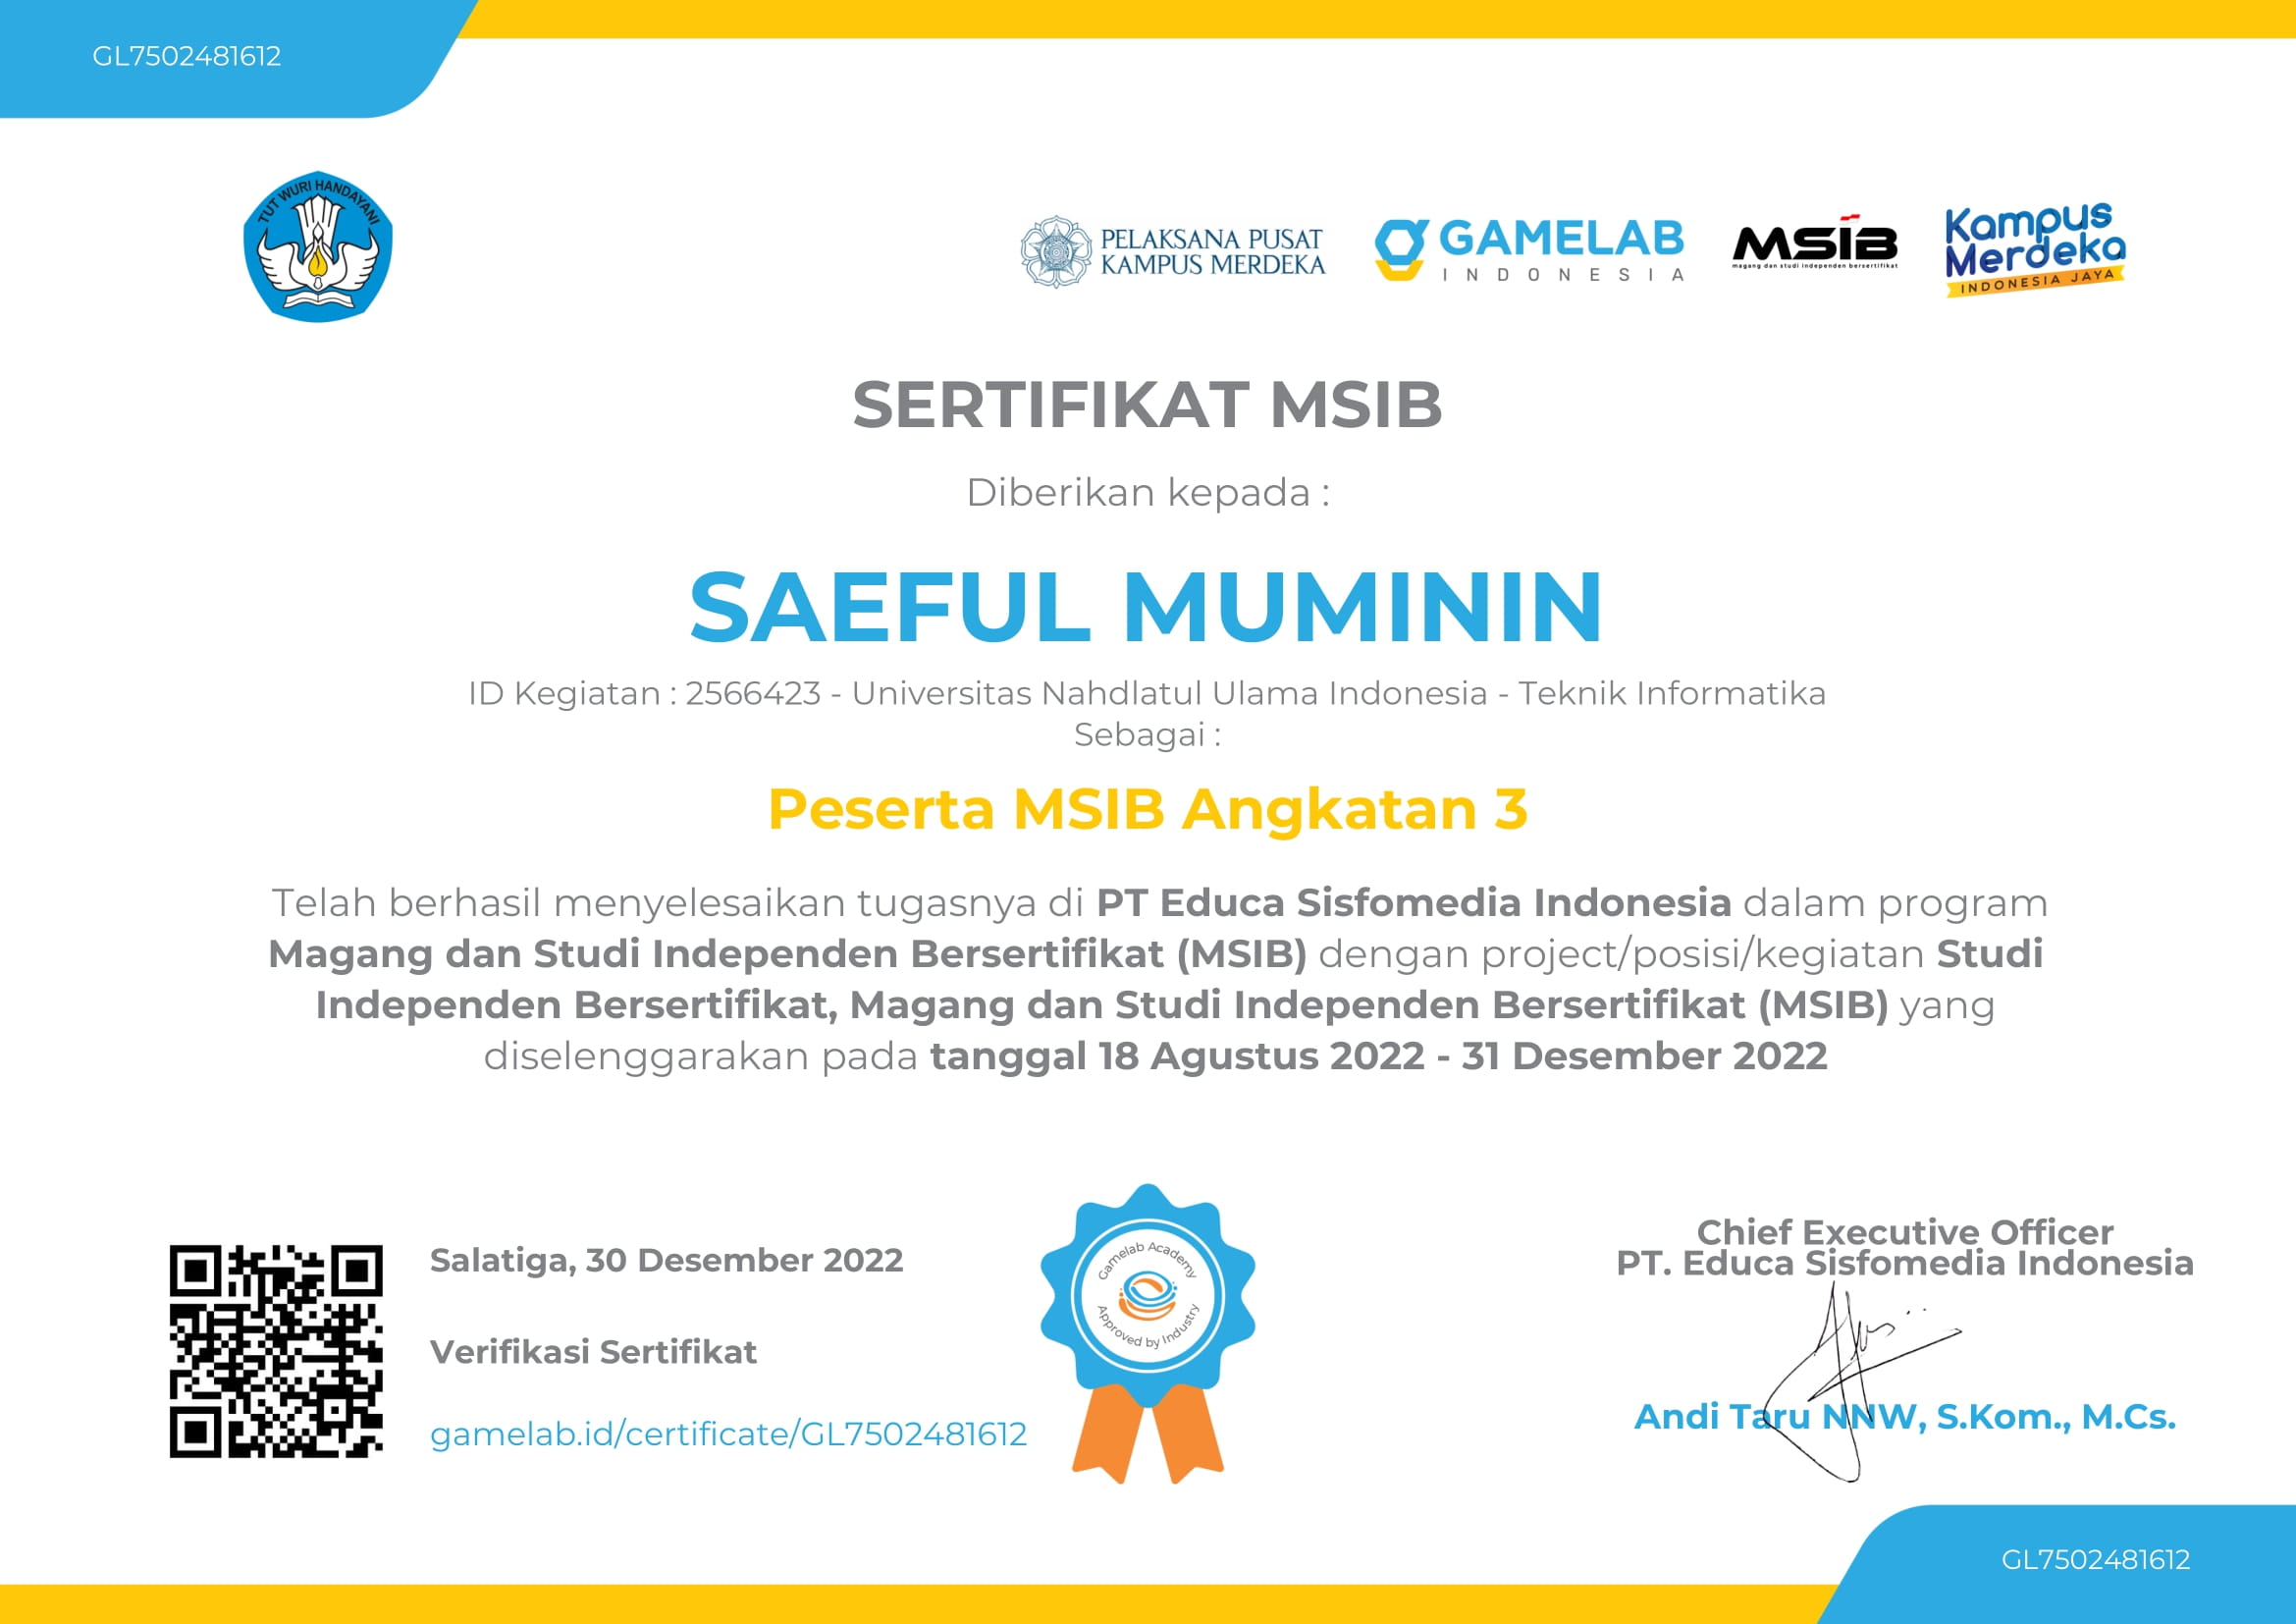 GL7502481612
TUT WURI HANDAYANI
PELAKSANA PUSAT
KAMPUS MERDEKA
GAMELAB
INDONESIA
MSIB
magang dan studi independen bersertifikat
Kampus
Merdeka
INDONESIA JAYA
SERTIFIKAT MSIB
Diberikan kepada :
SAEFUL MUMININ
ID Kegiatan : 2566423 - Universitas Nahdlatul Ulama Indonesia - Teknik Informatika
Sebagai :
Peserta MSIB Angkatan 3
Telah berhasil menyelesaikan tugasnya di PT Educa Sisfomedia Indonesia dalam program
Magang dan Studi Independen Bersertifikat (MSIB) dengan project/posisi/kegiatan Studi
Independen Bersertifikat, Magang dan Studi Independen Bersertifikat (MSIB) yang
diselenggarakan pada tanggal 18 Agustus 2022 - 31 Desember 2022
Salatiga, 30 Desember 2022
Verifikasi Sertifikat
gamelab.id/certificate/GL7502481612
Gamelab Academy
Approved by Industry
Chief Executive Officer
PT. Educa Sisfomedia Indonesia
Andi Taru NNW, S.Kom., M.Cs.
GL7502481612